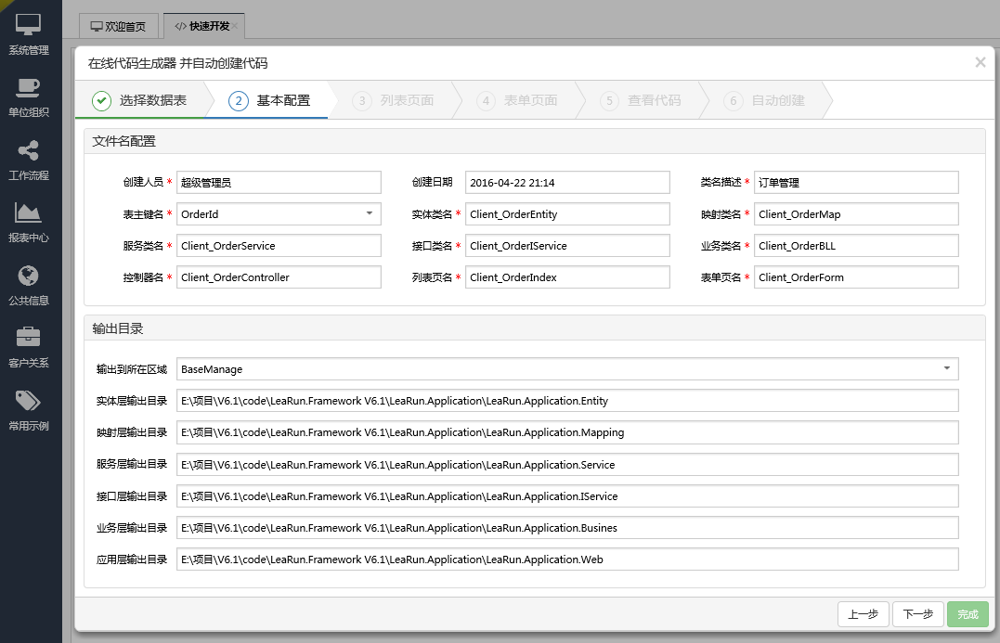 欢迎首页
</> 快速开发×
系统管理
单位组织
工作流程
报表中心
公共信息
客户关系
常用示例
在线代码生成器 并自动创建代码 ×
选择数据表 2 基本配置 3 列表页面 4 表单页面 5 查看代码 6 自动创建
文件名配置
创建人员 * 超级管理员 创建日期 2016-04-22 21:14 类名描述 * 订单管理
表主键名 * OrderId 实体类名 * Client_OrderEntity 映射类名 * Client_OrderMap
服务类名 * Client_OrderService 接口类名 * Client_OrderIService 业务类名 * Client_OrderBLL
控制器名 * Client_OrderController 列表页名 * Client_OrderIndex 表单页名 * Client_OrderForm
输出目录
输出到所在区域 BaseManage
实体层输出目录 E:\项目\V6.1\code\LeaRun.Framework V6.1\LeaRun.Application\LeaRun.Application.Entity
映射层输出目录 E:\项目\V6.1\code\LeaRun.Framework V6.1\LeaRun.Application\LeaRun.Application.Mapping
服务层输出目录 E:\项目\V6.1\code\LeaRun.Framework V6.1\LeaRun.Application\LeaRun.Application.Service
接口层输出目录 E:\项目\V6.1\code\LeaRun.Framework V6.1\LeaRun.Application\LeaRun.Application.IService
业务层输出目录 E:\项目\V6.1\code\LeaRun.Framework V6.1\LeaRun.Application\LeaRun.Application.Busines
应用层输出目录 E:\项目\V6.1\code\LeaRun.Framework V6.1\LeaRun.Application\LeaRun.Application.Web
上一步 下一步 完成